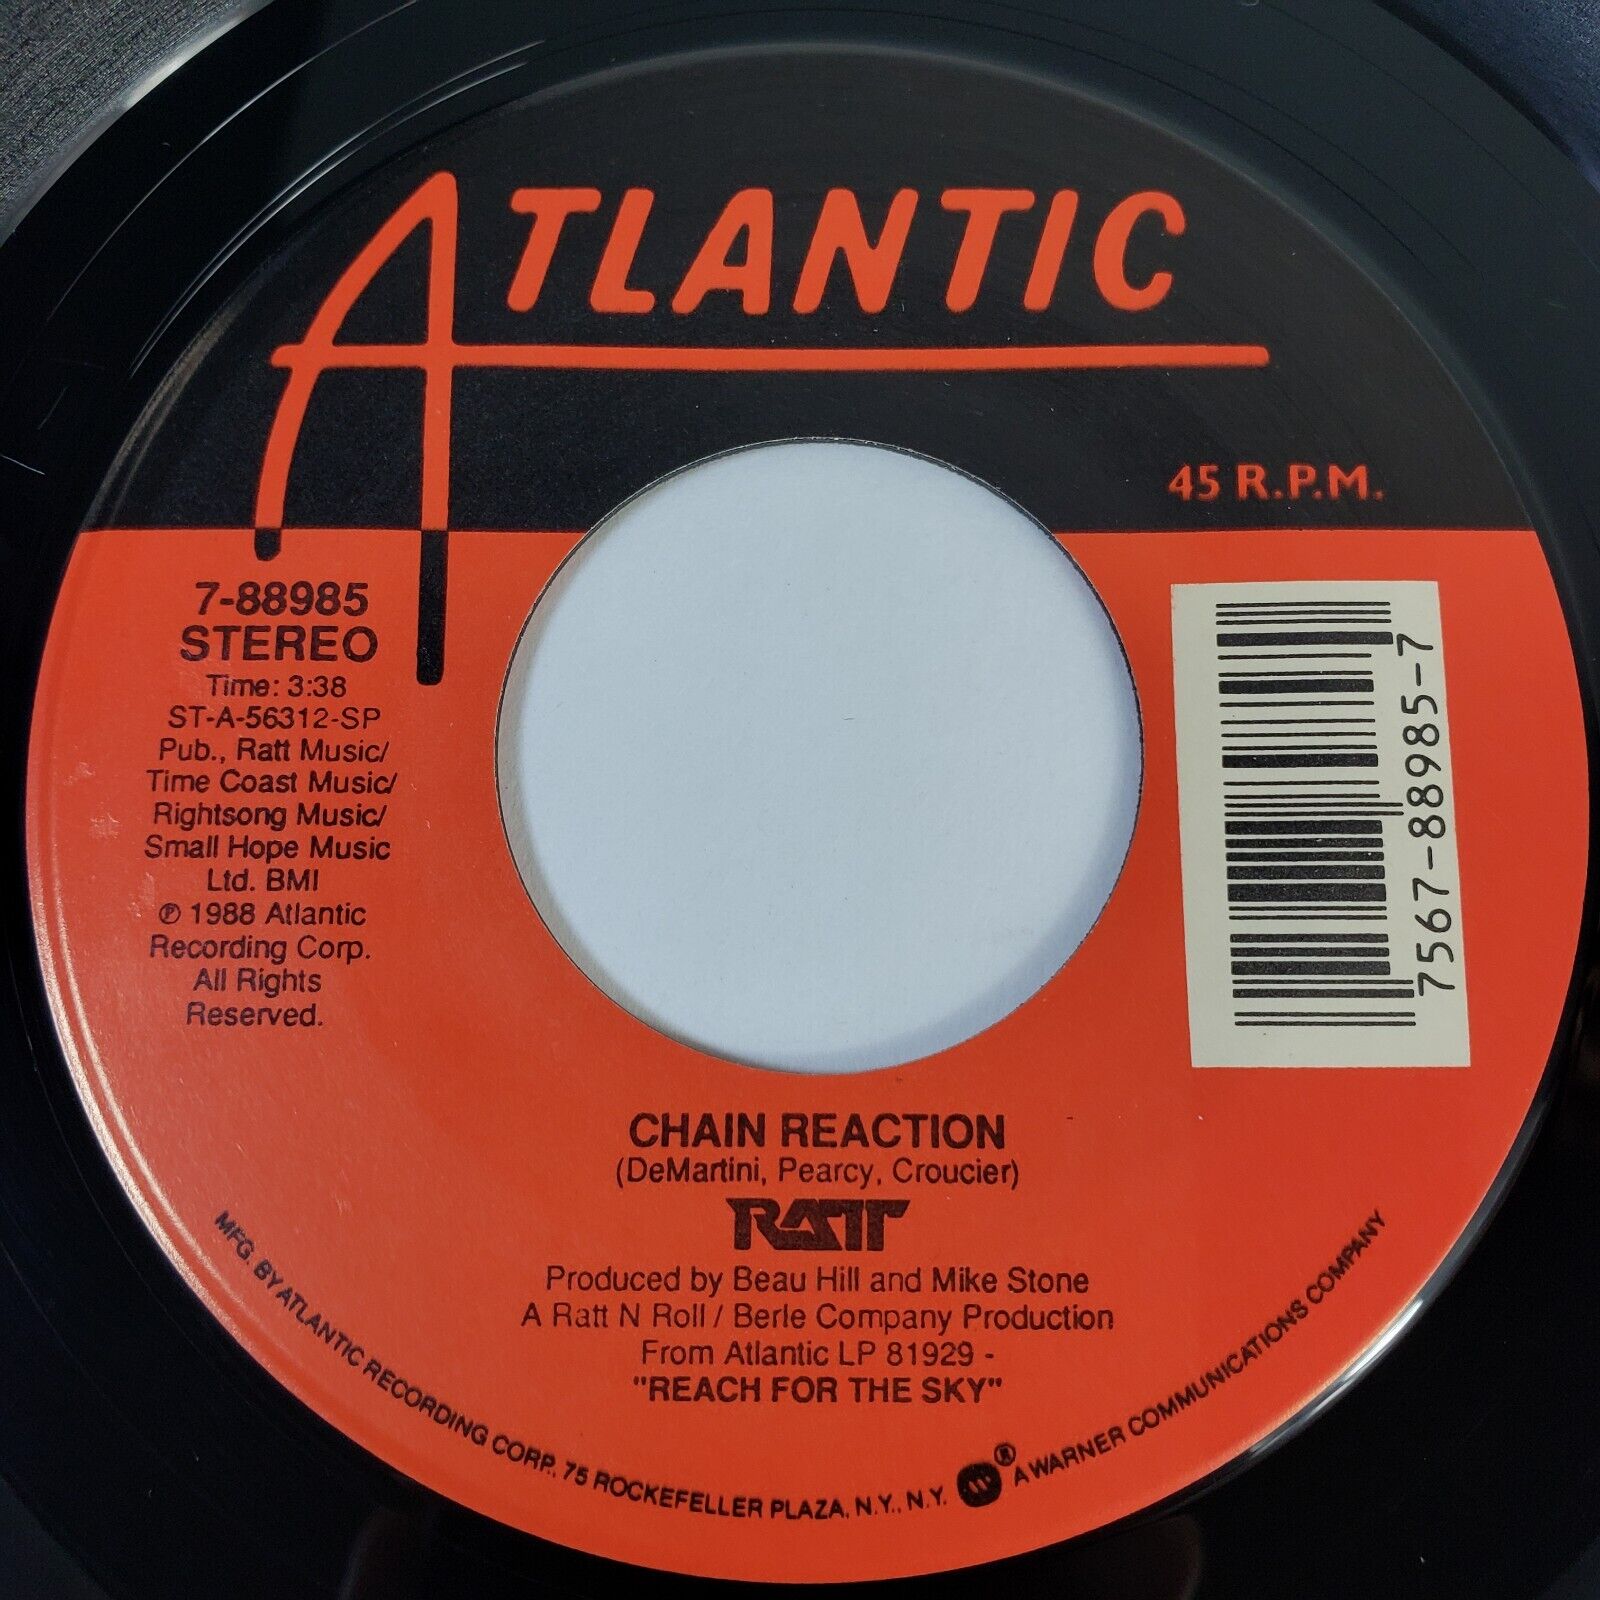 ATLANTIC
45 R.P.M.
7-88985
STEREO
Time: 3:38
ST-A-56312-SP
Pub., Ratt Music/
Time Coast Music/
Rightsong Music/
Small Hope Music
Ltd. BMI
℗ 1988 Atlantic
Recording Corp.
All Rights
Reserved.
7567-88985-7
CHAIN REACTION
(DeMartini, Pearcy, Croucier)
RATT
Produced by Beau Hill and Mike Stone
A Ratt N Roll / Berle Company Production
From Atlantic LP 81929 -
"REACH FOR THE SKY"
MFG. BY ATLANTIC RECORDING CORP., 75 ROCKEFELLER PLAZA, N.Y., N.Y. ® A WARNER COMMUNICATIONS COMPANY